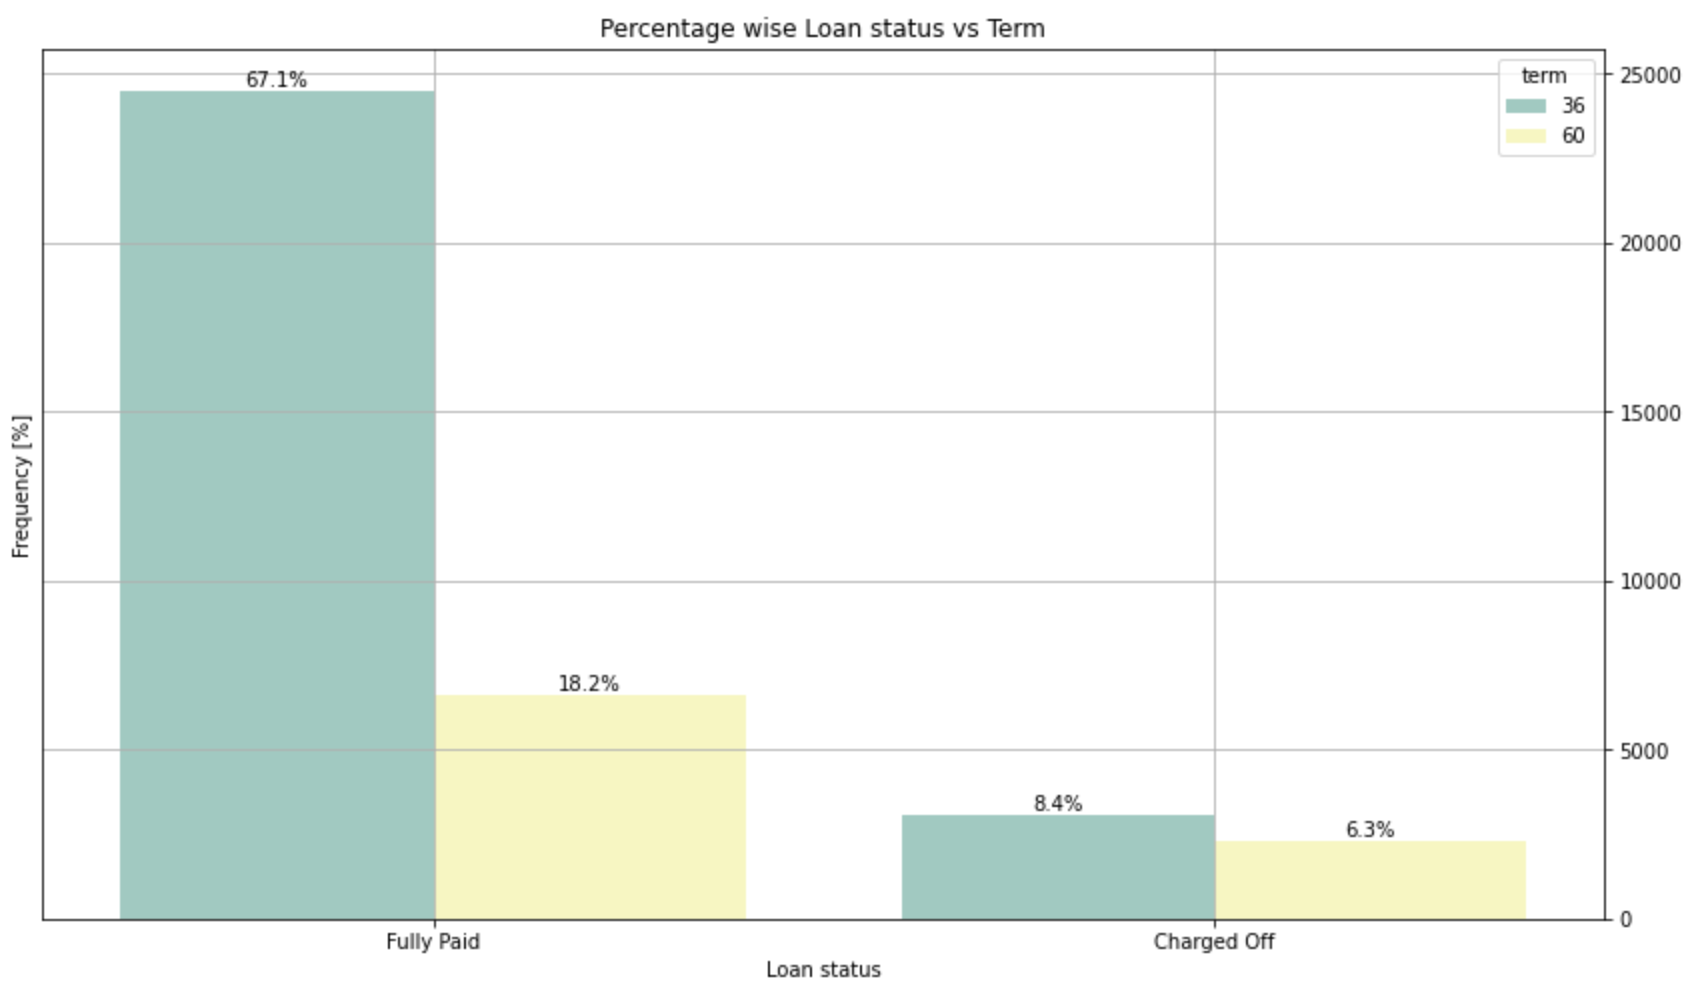 Percentage wise Loan status vs Term
67.1%
term
36
60
25000
20000
15000
10000
5000
0
Frequency [%]
18.2%
8.4%
6.3%
Fully Paid
Charged Off
Loan status